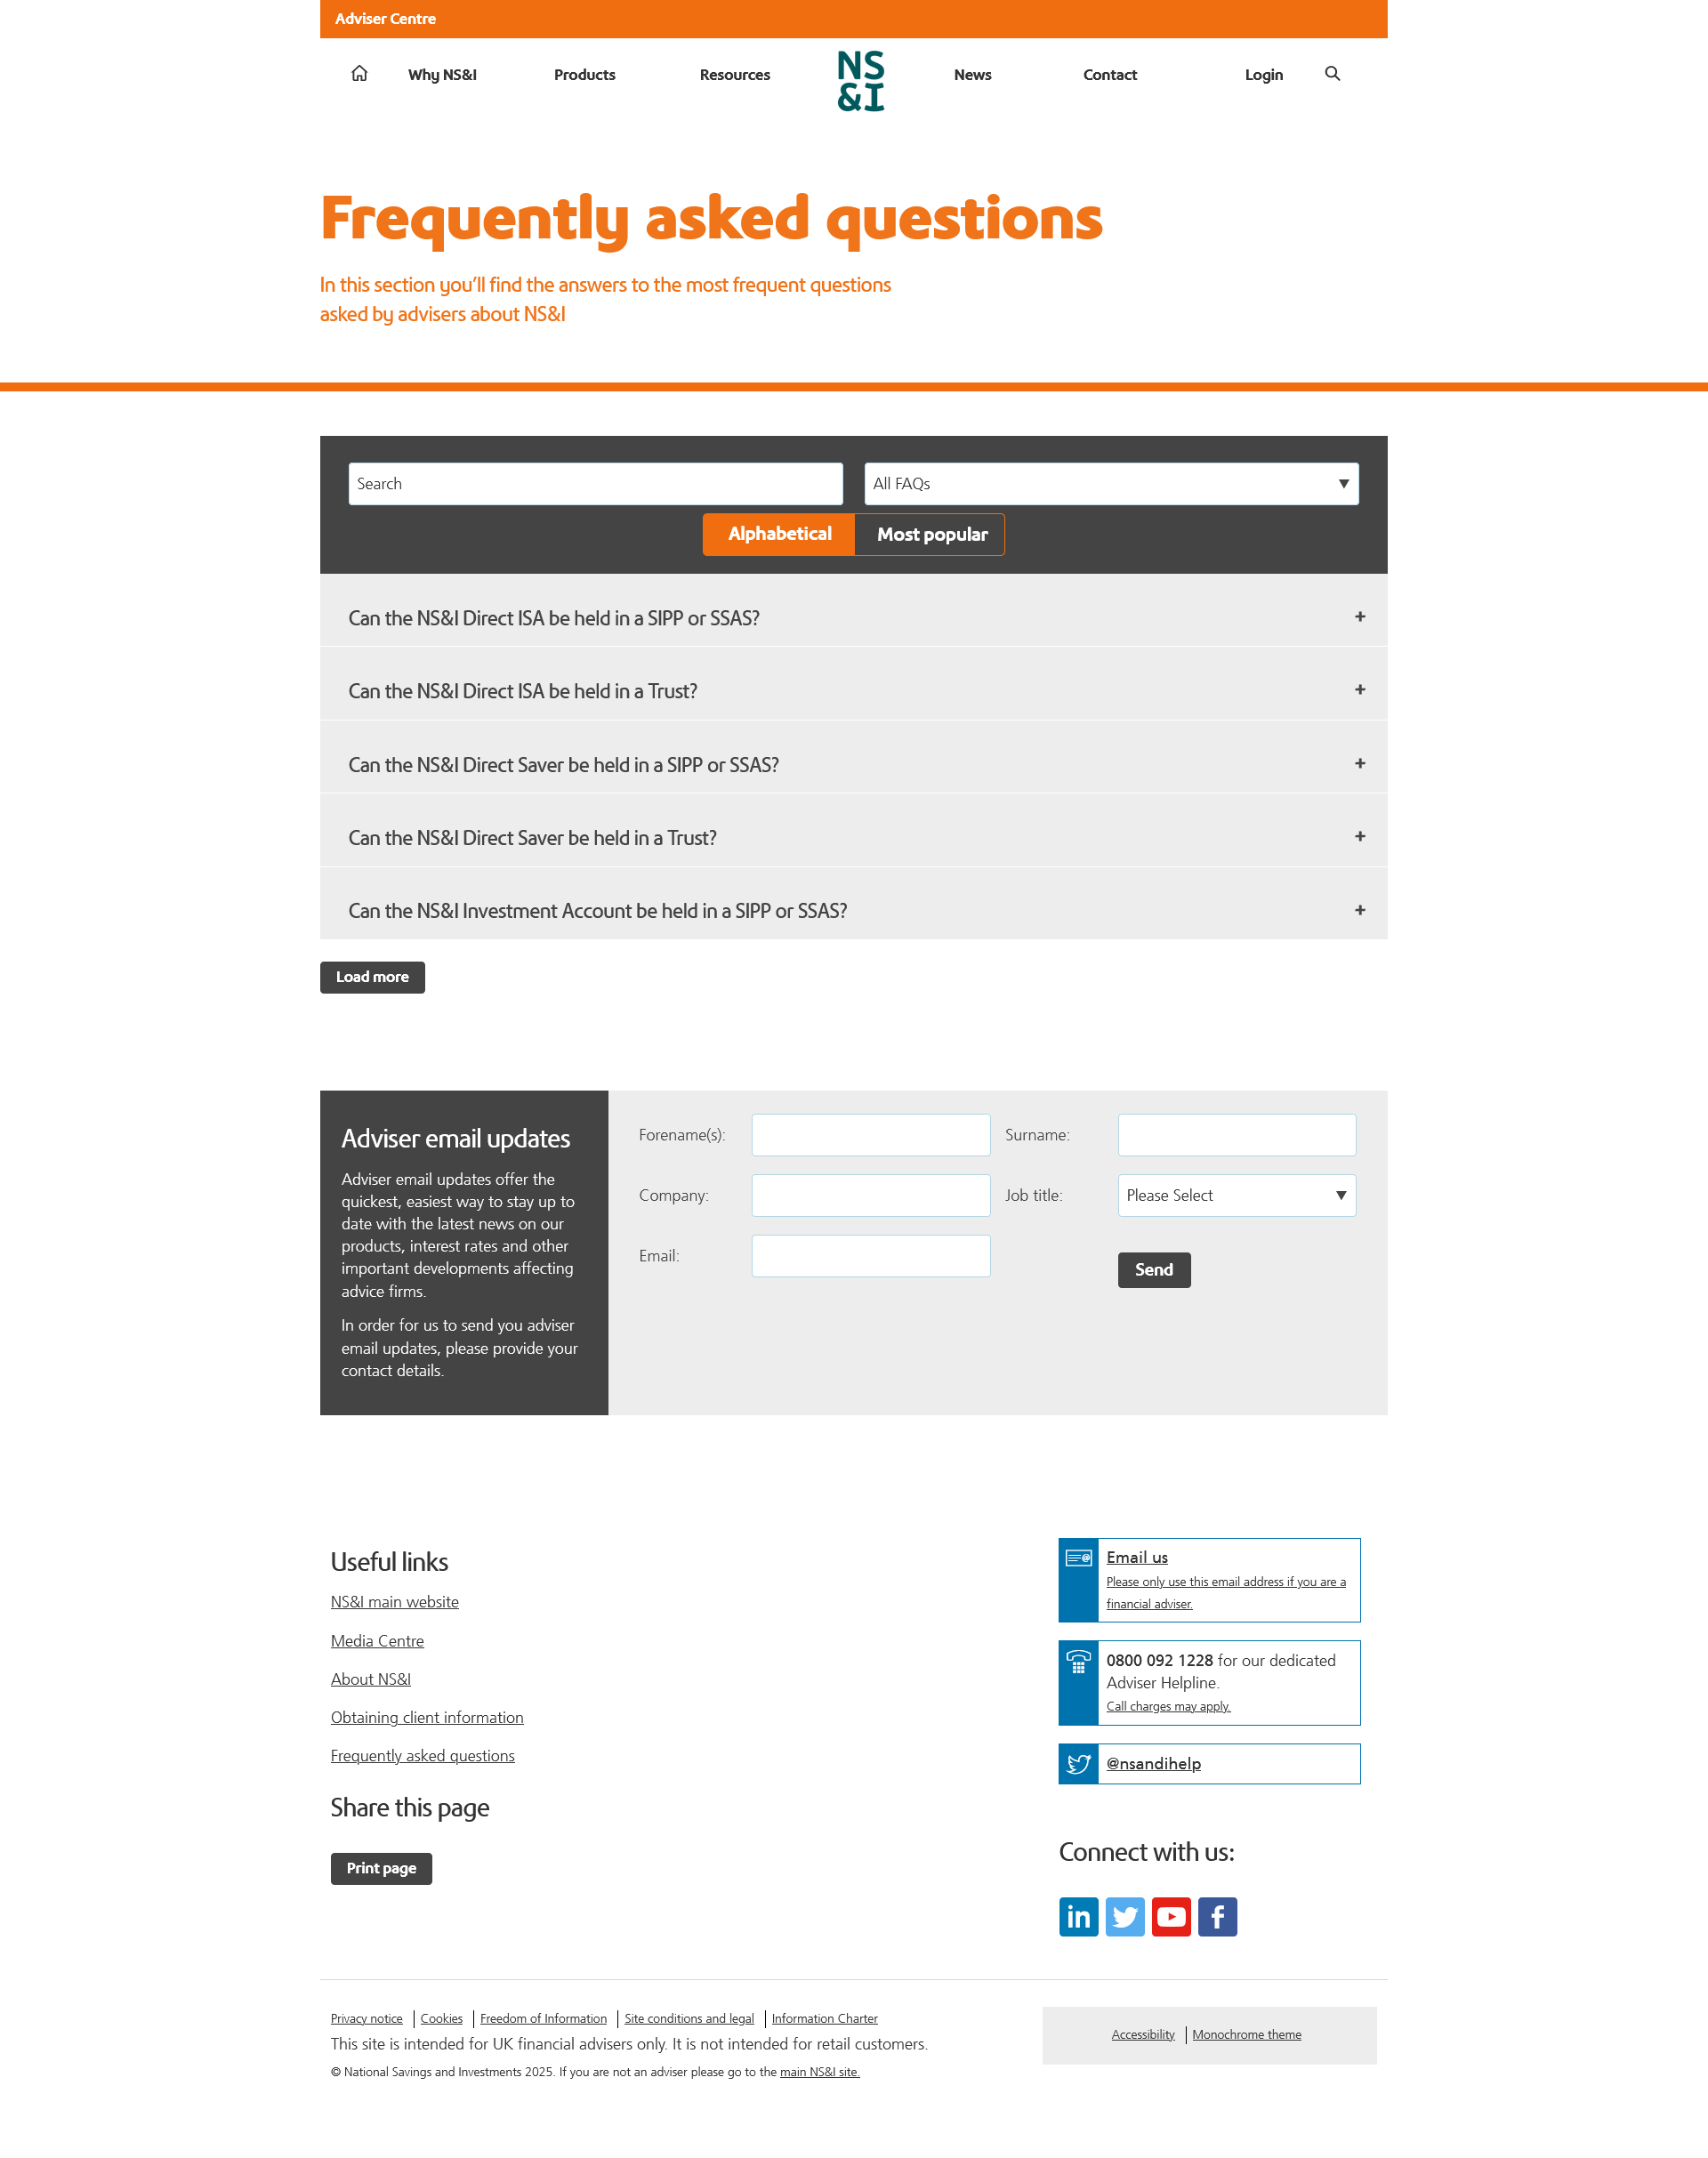 Adviser Centre
Why NS&I
Products
Resources
NS
&I
News
Contact
Login
Frequently asked questions
In this section you’ll find the answers to the most frequent questions
asked by advisers about NS&I
Search
All FAQs
Alphabetical
Most popular
Can the NS&I Direct ISA be held in a SIPP or SSAS?
+
Can the NS&I Direct ISA be held in a Trust?
+
Can the NS&I Direct Saver be held in a SIPP or SSAS?
+
Can the NS&I Direct Saver be held in a Trust?
+
Can the NS&I Investment Account be held in a SIPP or SSAS?
+
Load more
Adviser email updates
Adviser email updates offer the
quickest, easiest way to stay up to
date with the latest news on our
products, interest rates and other
important developments affecting
advice firms.
In order for us to send you adviser
email updates, please provide your
contact details.
Forename(s):
Surname:
Company:
Job title:
Please Select
Email:
Send
Useful links
NS&I main website
Media Centre
About NS&I
Obtaining client information
Frequently asked questions
Share this page
Print page
Email us
Please only use this email address if you are a
financial adviser.
0800 092 1228 for our dedicated
Adviser Helpline.
Call charges may apply.
@nsandihelp
Connect with us:
Privacy notice
Cookies
Freedom of Information
Site conditions and legal
Information Charter
This site is intended for UK financial advisers only. It is not intended for retail customers.
© National Savings and Investments 2025. If you are not an adviser please go to the main NS&I site.
Accessibility
Monochrome theme